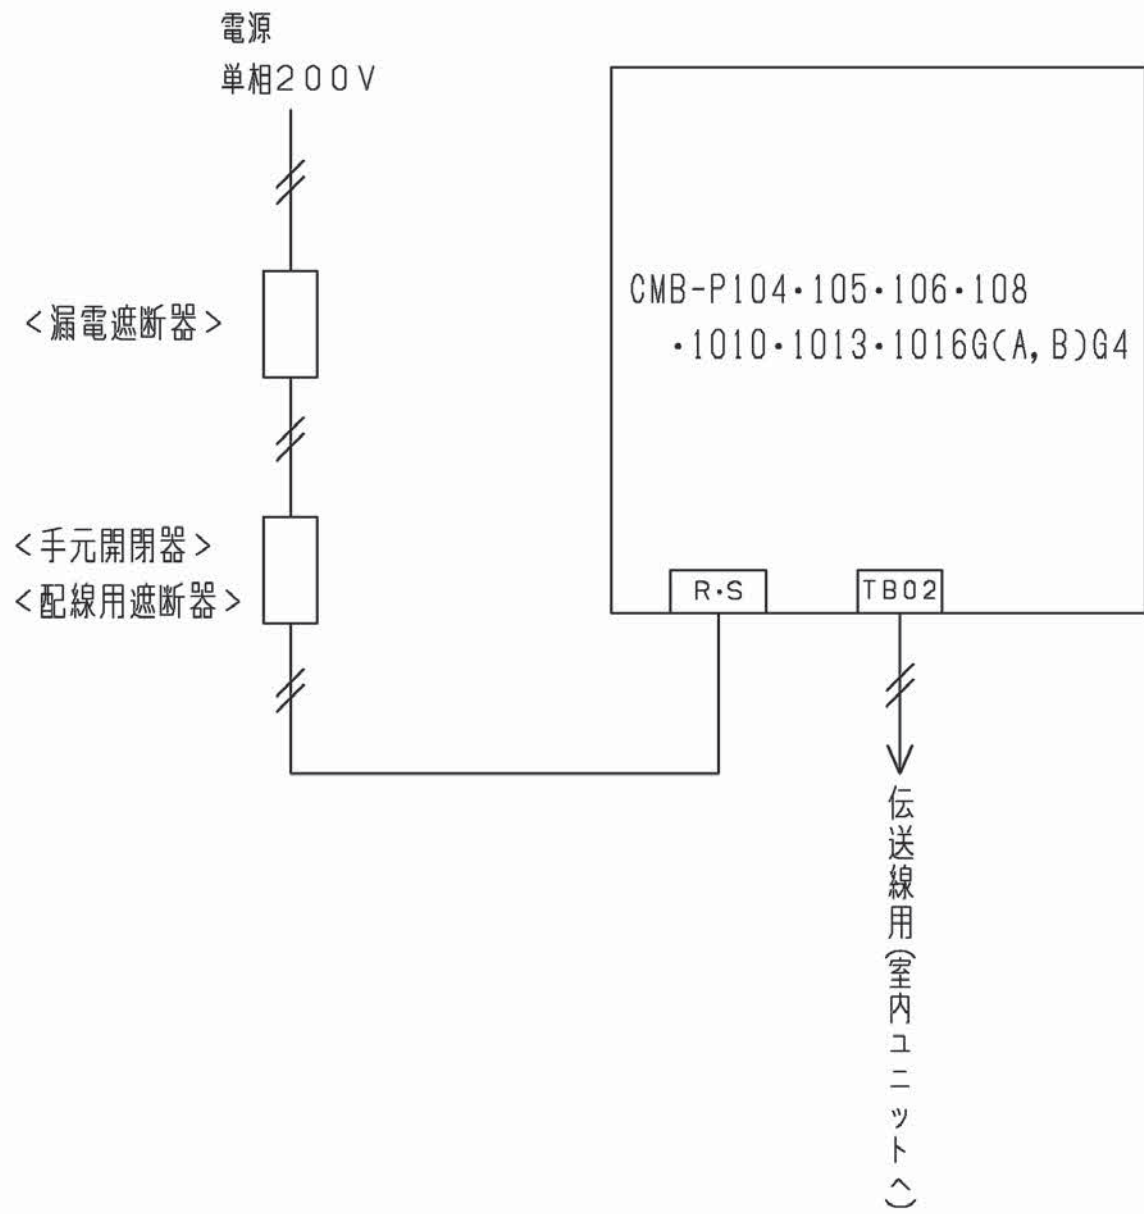 電源
単相２００Ｖ
<漏電遮断器>
<手元開閉器>
<配線用遮断器>
CMB-P104・105・106・108
・1010・1013・1016G(A,B)G4
R・S
TB02
伝送線用(室内ユニットへ)